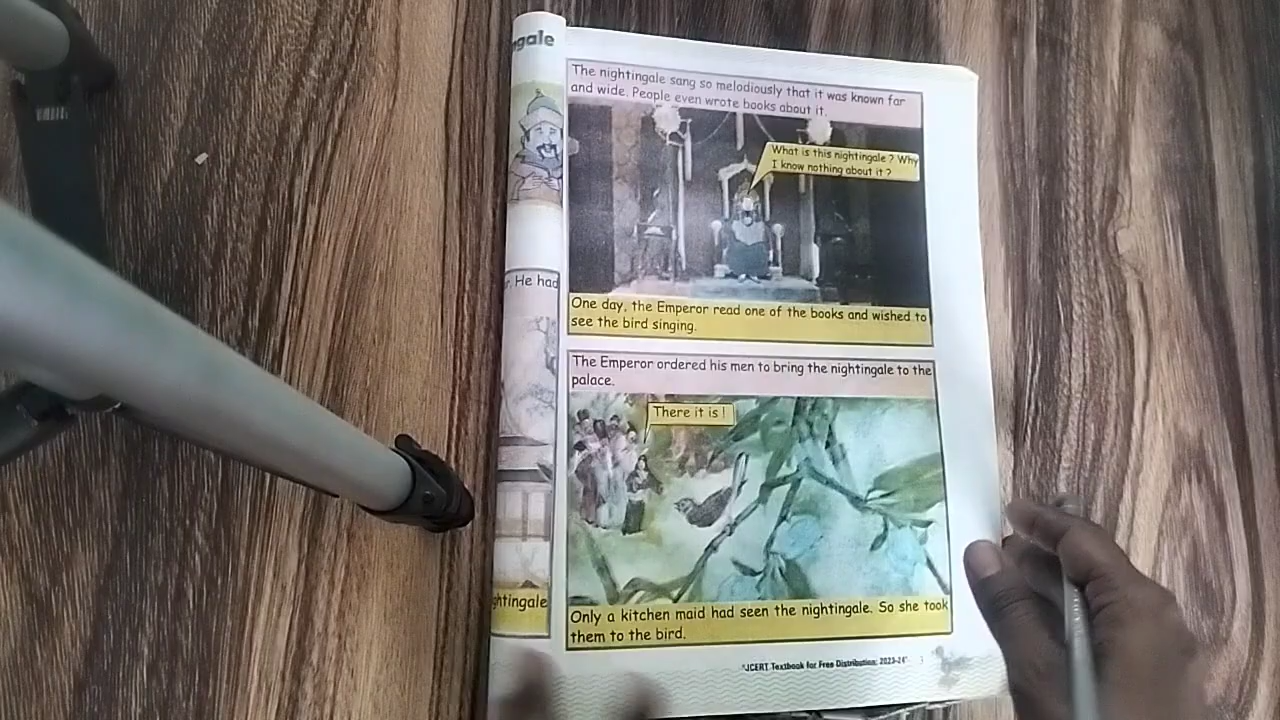 gale
. He had
ghtingale
The nightingale sang so melodiously that it was known far
and wide. People even wrote books about it.
What is this nightingale ? Why
I know nothing about it ?
One day, the Emperor read one of the books and wished to
see the bird singing.
The Emperor ordered his men to bring the nightingale to the
palace.
There it is !
Only a kitchen maid had seen the nightingale. So she took
them to the bird.
"JCERT Textbook for Free Distribution: 2023-24"